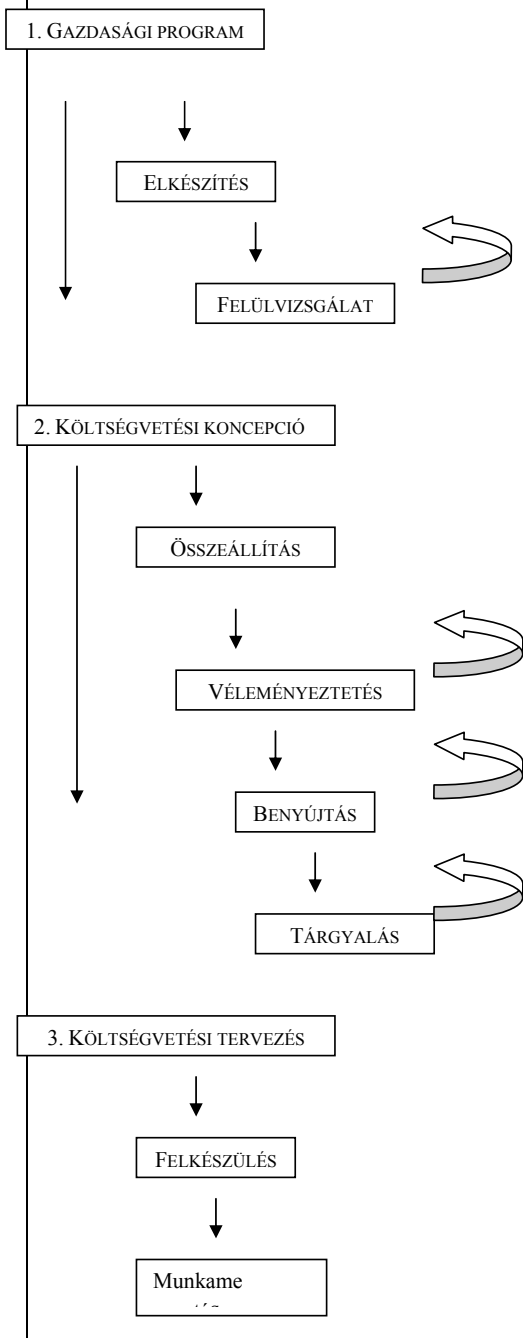 1. GAZDASÁGI PROGRAM
ELKÉSZÍTÉS
FELÜLVIZSGÁLAT
2. KÖLTSÉGVETÉSI KONCEPCIÓ
ÖSSZEÁLLÍTÁS
VÉLEMÉNYEZTETÉS
BENYÚJTÁS
TÁRGYALÁS
3. KÖLTSÉGVETÉSI TERVEZÉS
FELKÉSZÜLÉS
Munkame